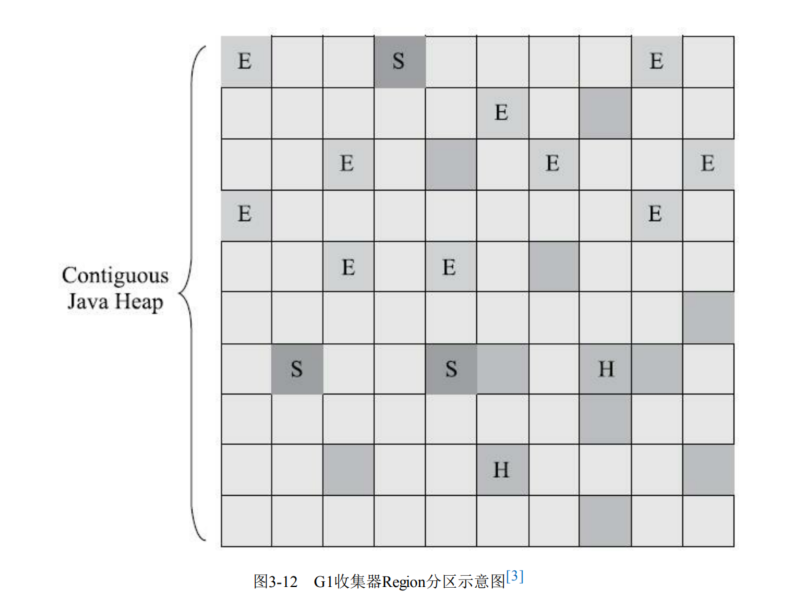 E S E
E
E E E
E E
E E
Contiguous
Java Heap
S S H
H
图3-12 G1收集器Region分区示意图[3]